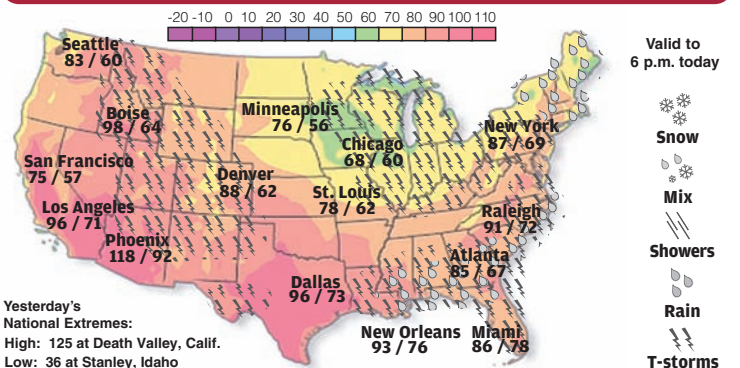 -20 -10 0 10 20 30 40 50 60 70 80 90 100 110
Seattle
83 / 60
Boise
98 / 64
Minneapolis
76 / 56
Chicago
68 / 60
New York
87 / 69
San Francisco
75 / 57
Denver
88 / 62
St. Louis
78 / 62
Los Angeles
96 / 71
Raleigh
91 / 72
Phoenix
118 / 92
Atlanta
85 / 67
Dallas
96 / 73
New Orleans
93 / 76
Miami
86 / 78
Yesterday's
National Extremes:
High: 125 at Death Valley, Calif.
Low: 36 at Stanley, Idaho
Valid to
6 p.m. today
Snow
Mix
Showers
Rain
T-storms